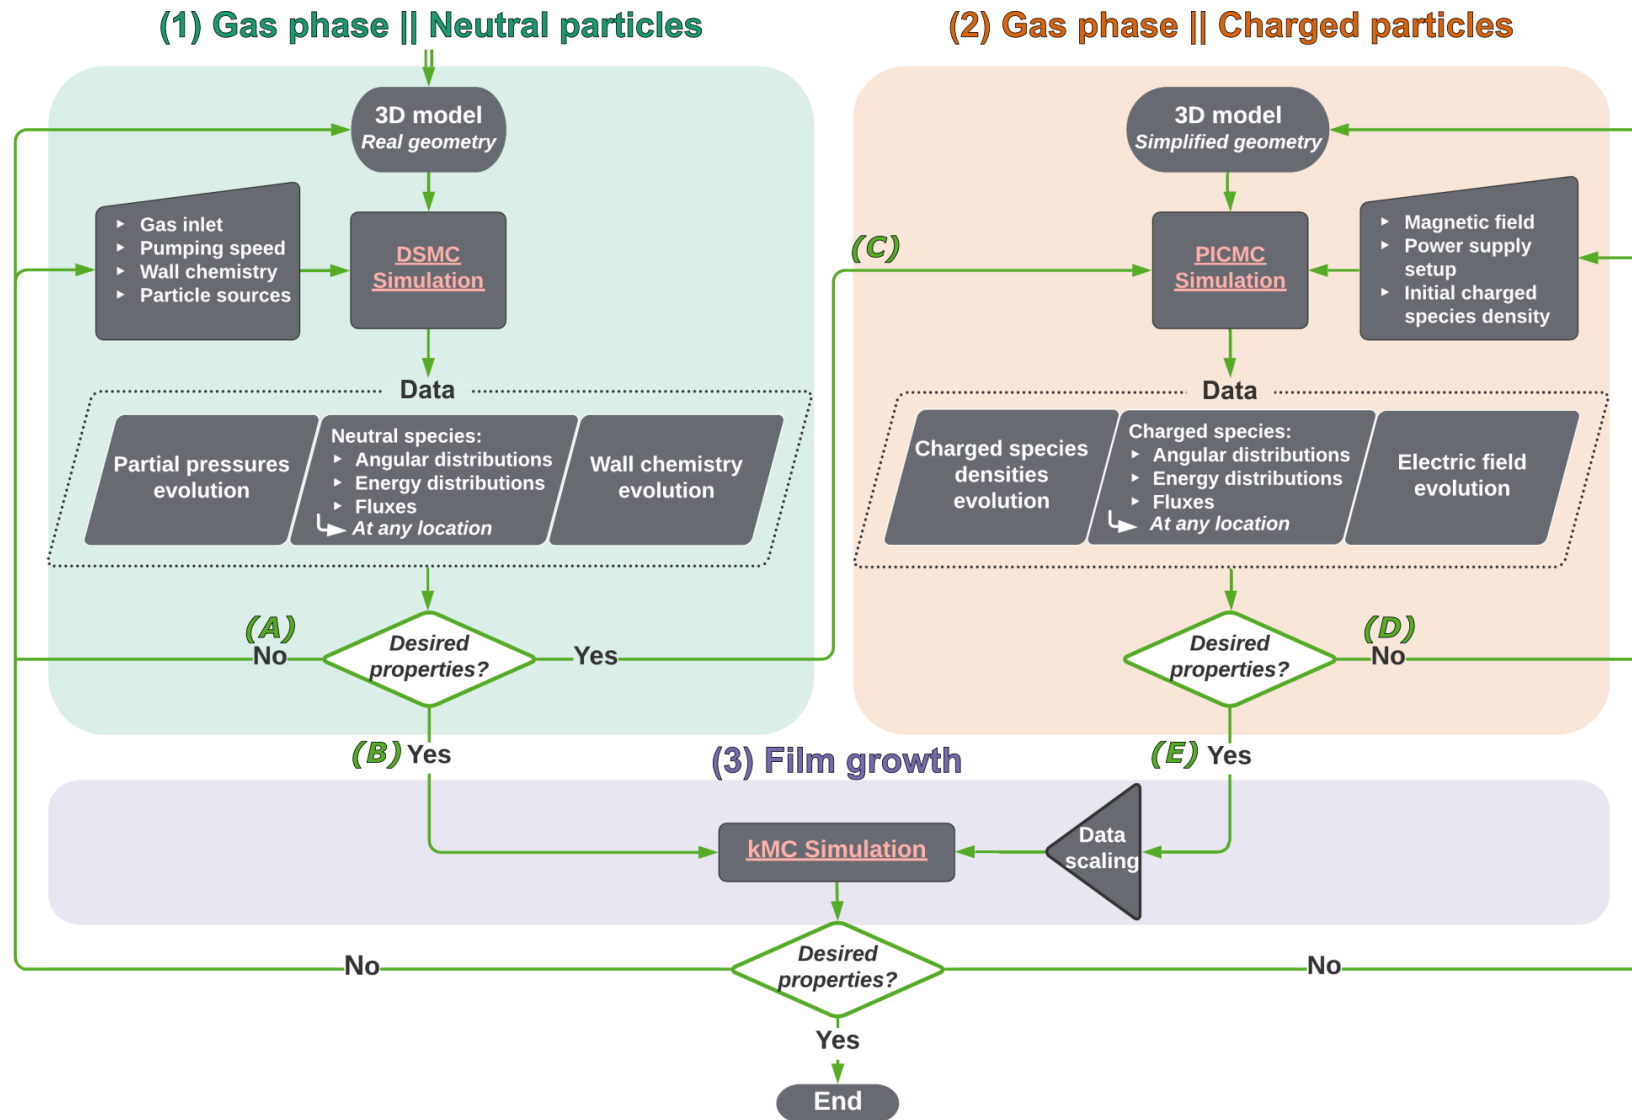 (1) Gas phase || Neutral particles
3D model
Real geometry
Gas inlet
Pumping speed
Wall chemistry
Particle sources
DSMC
Simulation
Data
Partial pressures
evolution
Neutral species:
Angular distributions
Energy distributions
Fluxes
At any location
Wall chemistry
evolution
(A)
No
Desired
properties?
Yes
(B) Yes
(2) Gas phase || Charged particles
3D model
Simplified geometry
(C)
PICMC
Simulation
Magnetic field
Power supply
setup
Initial charged
species density
Data
Charged species
densities
evolution
Charged species:
Angular distributions
Energy distributions
Fluxes
At any location
Electric field
evolution
Desired
properties?
(D)
No
(E) Yes
(3) Film growth
kMC Simulation
Data
scaling
No
Desired
properties?
No
Yes
End